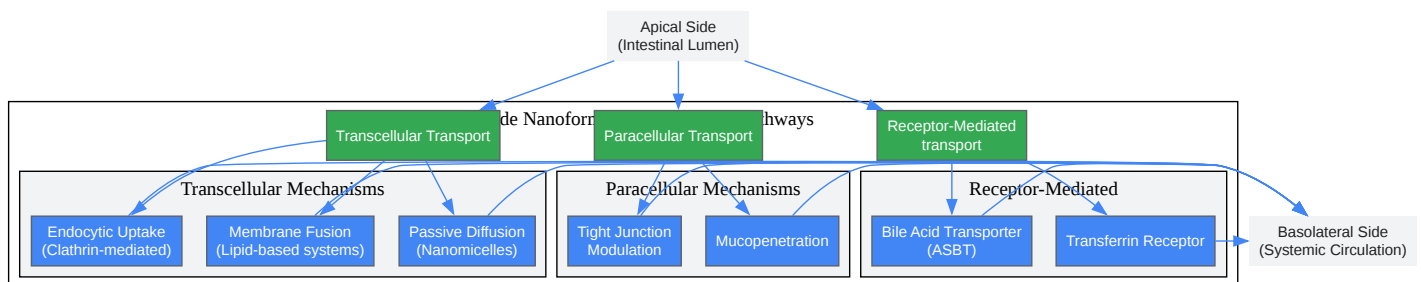 Apical Side
(Intestinal Lumen)
Transcellular Transport
de Nanoform
Paracellular Transport
hways
Receptor-Mediated
transport
Transcellular Mechanisms
Paracellular Mechanisms
Receptor-Mediated
Endocytic Uptake
(Clathrin-mediated)
Membrane Fusion
(Lipid-based systems)
Passive Diffusion
(Nanomicelles)
Tight Junction
Modulation
Mucopenetration
Bile Acid Transporter
(ASBT)
Transferrin Receptor
Basolateral Side
(Systemic Circulation)